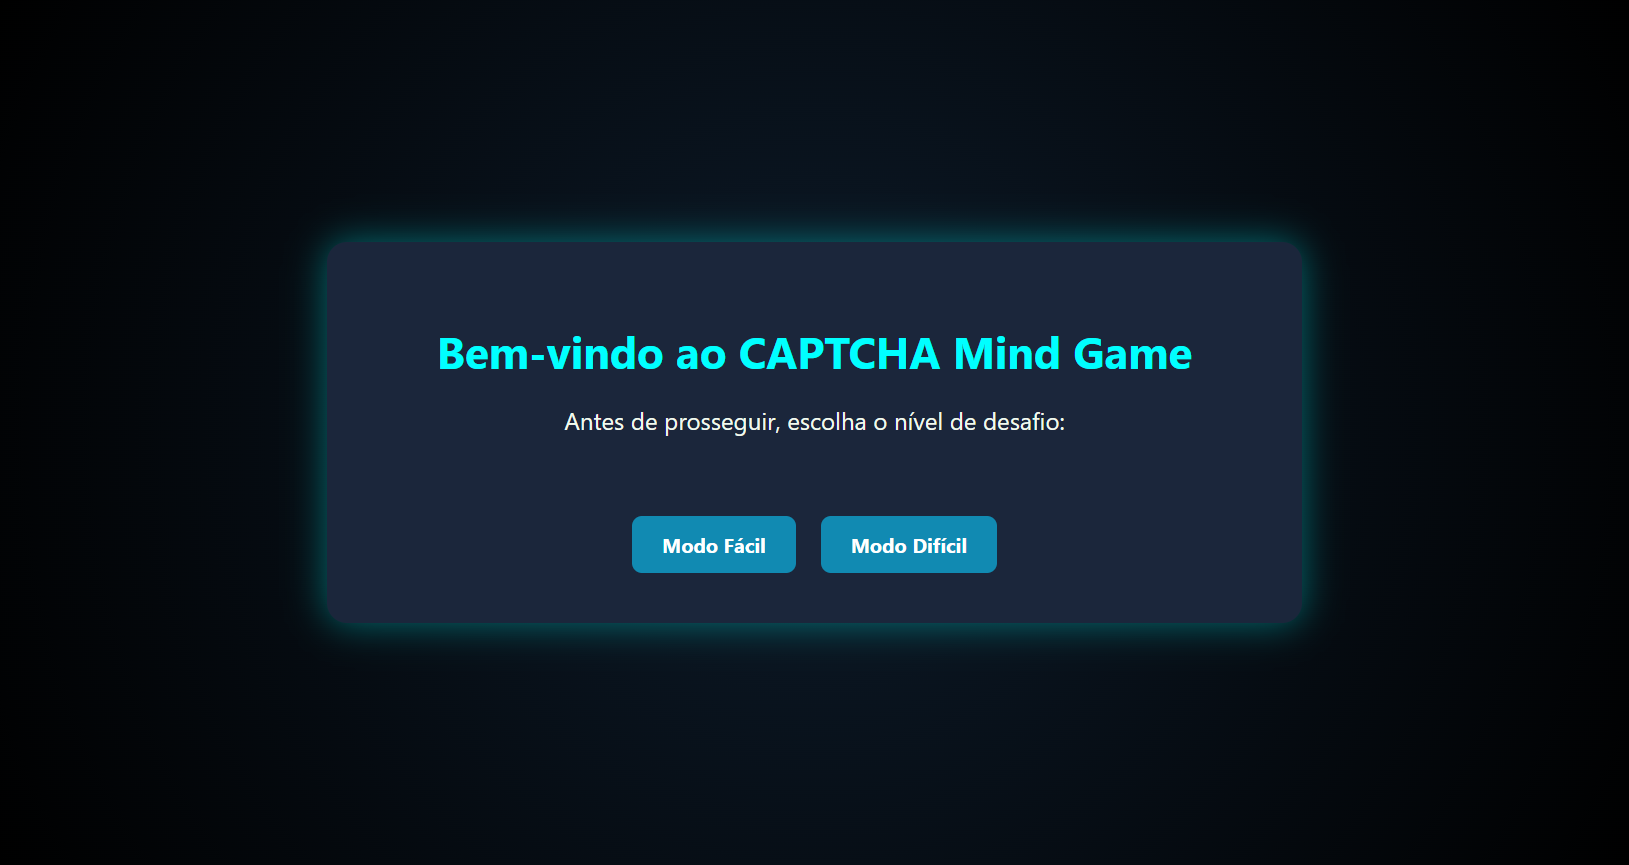 Bem-vindo ao CAPTCHA Mind Game
Antes de prosseguir, escolha o nível de desafio:
Modo Fácil Modo Difícil